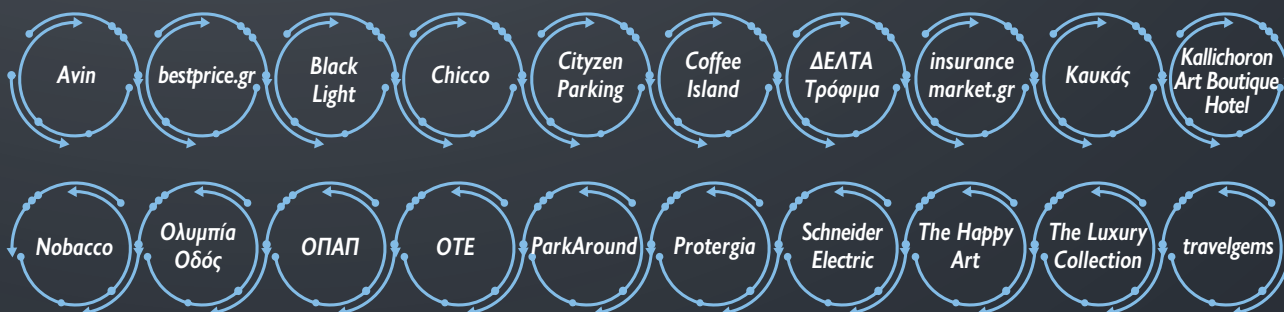 Avin
bestprice.gr
Black
Light
Chicco
Cityzen
Parking
Coffee
Island
ΔΕΛΤΑ
Τρόφιμα
insurance
market.gr
Καυκάς
Kallichoron
Art Boutique
Hotel
Nobacco
Ολυμπία
Οδός
ΟΠΑΠ
ΟΤΕ
ParkAround
Protergia
Schneider
Electric
The Happy
Art
The Luxury
Collection
travelgems